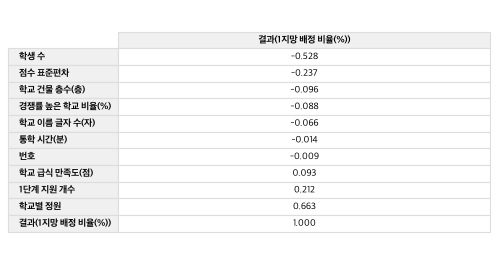 결과(1지망 배정 비율(%))
학생 수 -0.528
점수 표준편차 -0.237
학교 건물 층수(층) -0.096
경쟁률 높은 학교 비율(%) -0.088
학교 이름 글자 수(자) -0.066
통학 시간(분) -0.014
번호 -0.009
학교 급식 만족도(점) 0.093
1단계 지원 개수 0.212
학교별 정원 0.663
결과(1지망 배정 비율(%)) 1.000